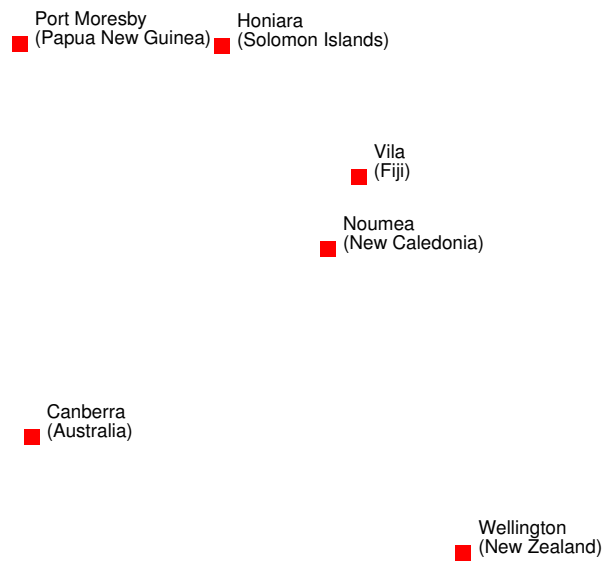 Port Moresby
(Papua New Guinea)
Honiara
(Solomon Islands)
Vila
(Fiji)
Noumea
(New Caledonia)
Canberra
(Australia)
Wellington
(New Zealand)